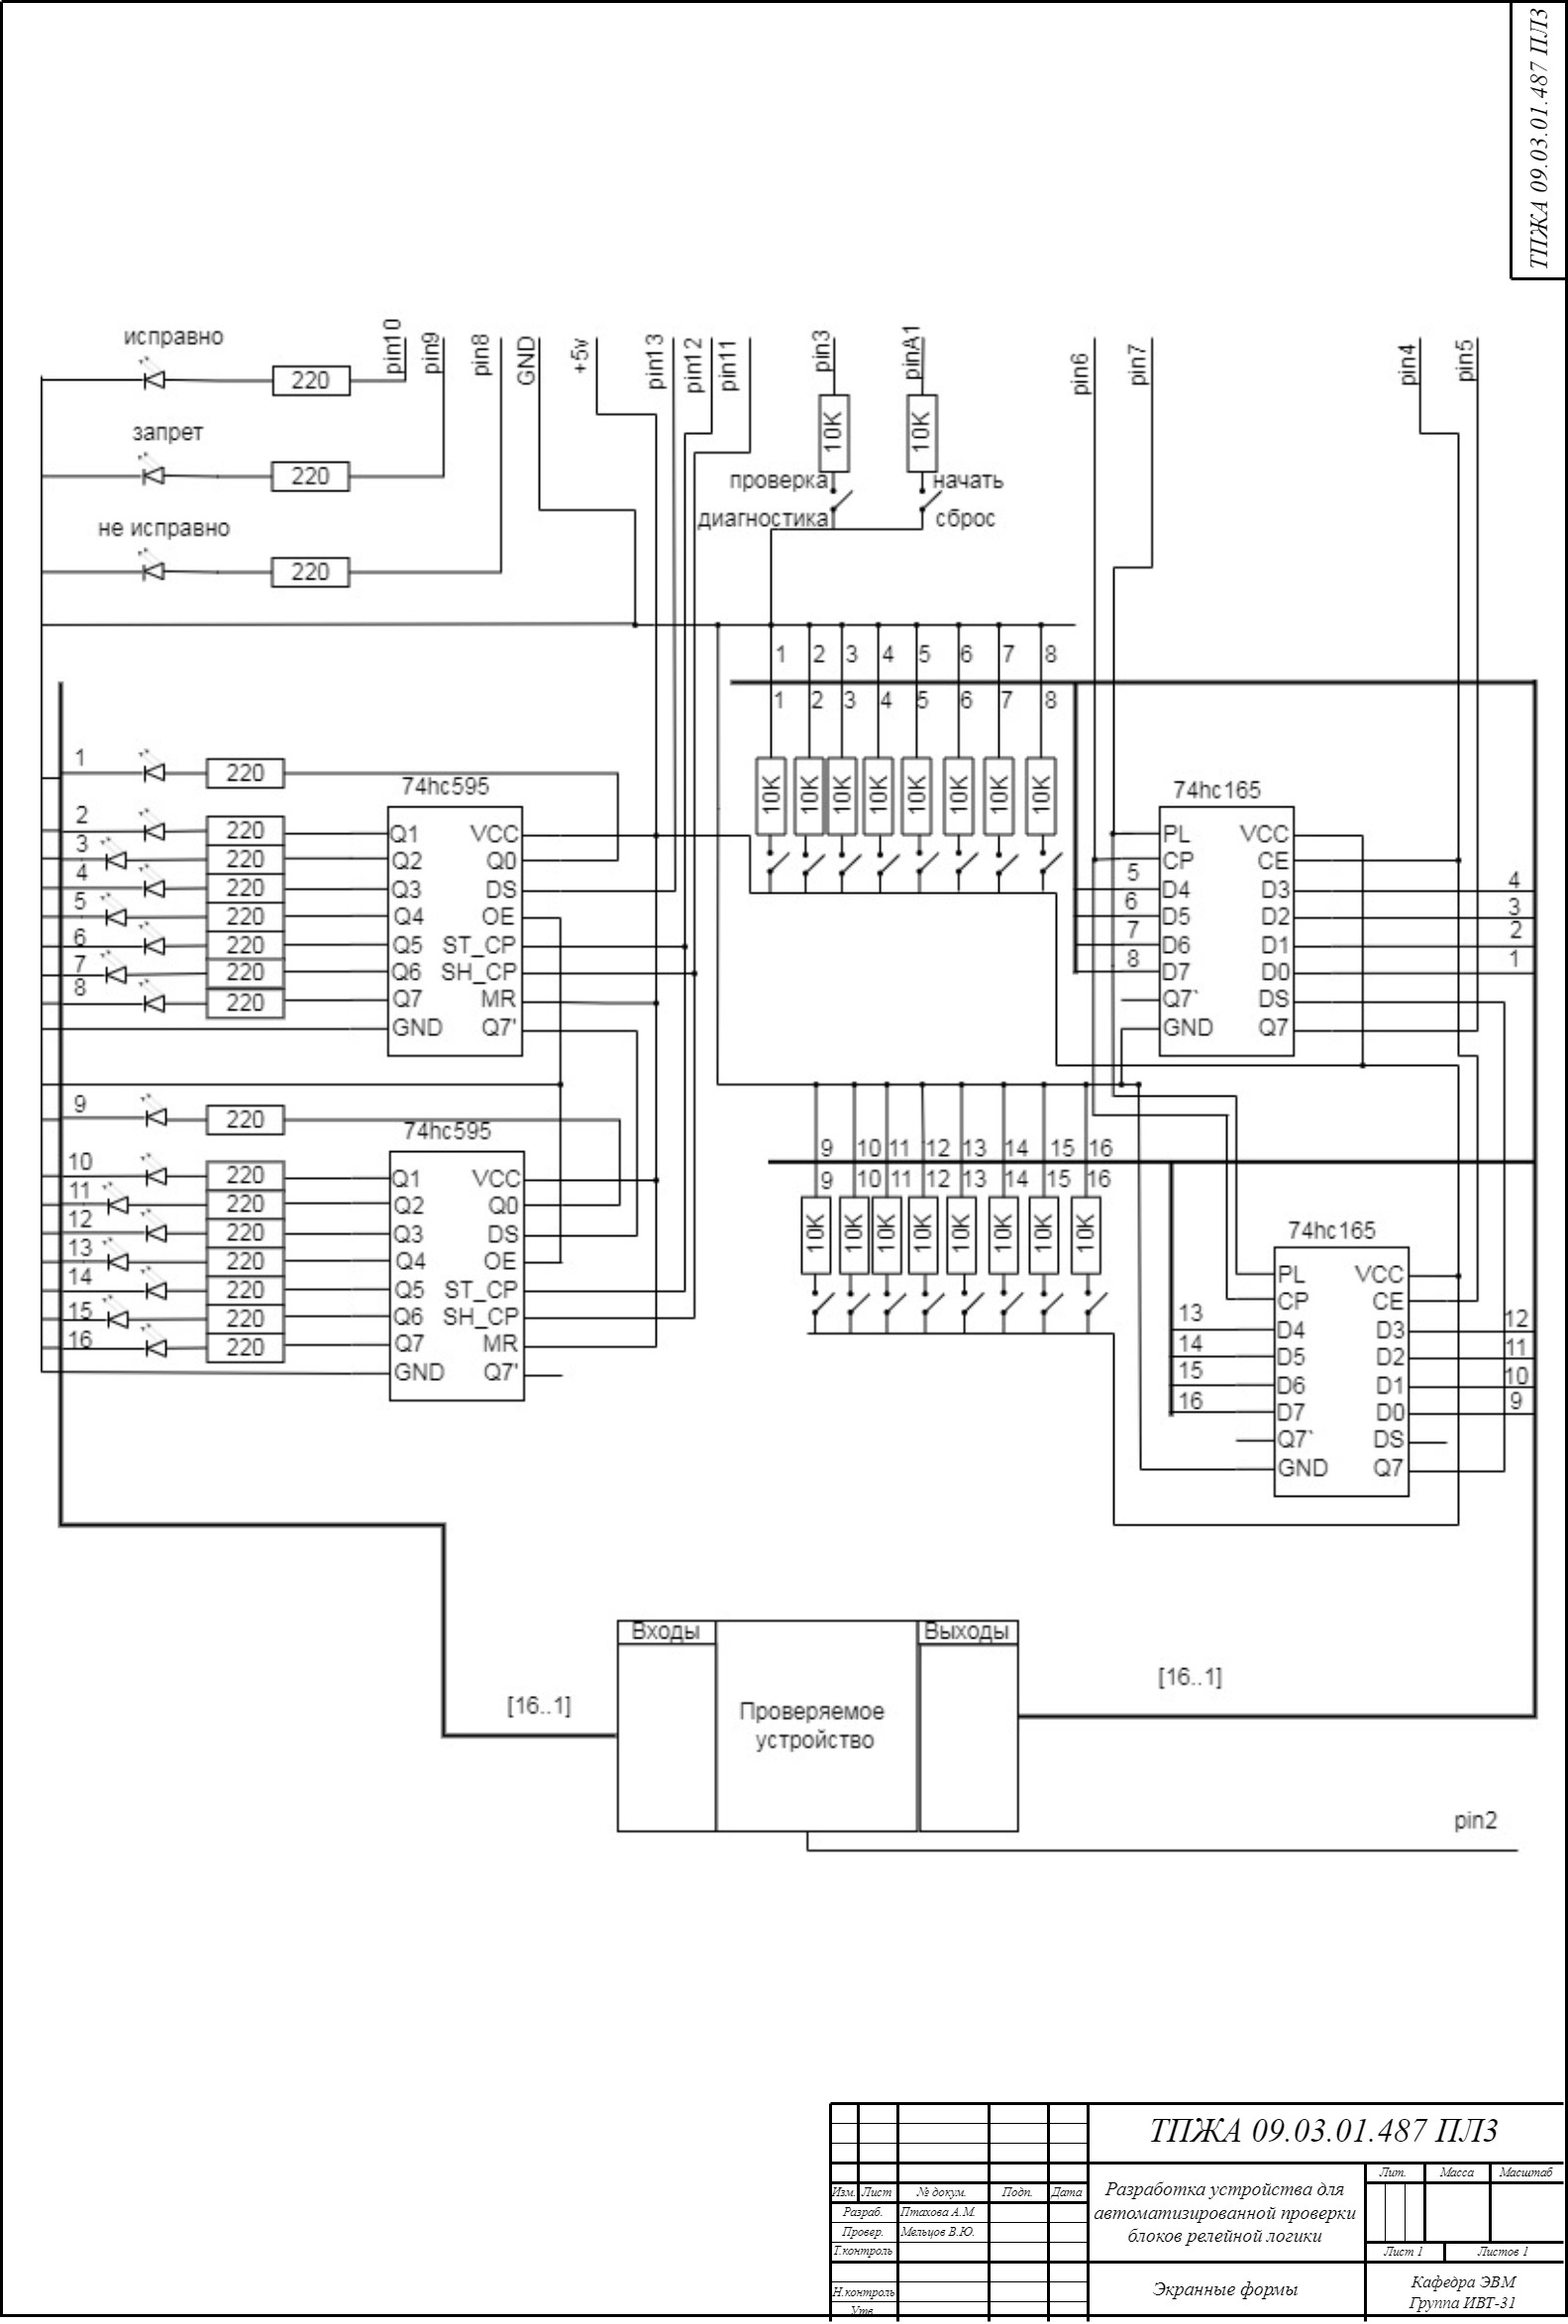 ТПЖА 09.03.01.487 ПЛ3
исправно
220
pin10
запрет
220
pin9
не исправно
220
pin8
GND
+5v
pin13
pin12
pin11
pin3
pinA1
10K
10K
проверка
начать
диагностика
сброс
pin6
pin7
pin4
pin5
1 2 3 4 5 6 7 8
1 2 3 4 5 6 7 8
10K 10K 10K 10K 10K 10K 10K 10K
1 220
74hc595
2 220 Q1 VCC
3 220 Q2 Q0
4 220 Q3 DS
5 220 Q4 OE
6 220 Q5 ST_CP
7 220 Q6 SH_CP
8 220 Q7 MR
GND Q7'
74hc165
PL VCC
CP CE
5 D4 D3 4
6 D5 D2 3
7 D6 D1 2
8 D7 D0 1
Q7` DS
GND Q7
9 220
74hc595
10 220 Q1 VCC
11 220 Q2 Q0
12 220 Q3 DS
13 220 Q4 OE
14 220 Q5 ST_CP
15 220 Q6 SH_CP
16 220 Q7 MR
GND Q7'
9 10 11 12 13 14 15 16
9 10 11 12 13 14 15 16
10K 10K 10K 10K 10K 10K 10K 10K
74hc165
PL VCC
CP CE
13 D4 D3 12
14 D5 D2 11
15 D6 D1 10
16 D7 D0 9
Q7` DS
GND Q7
Входы
Выходы
[16..1]
[16..1]
Проверяемое
устройство
pin2
ТПЖА 09.03.01.487 ПЛ3
Изм. Лист № докум. Подп. Дата
Разраб. Птахова А.М.
Провер. Мельцов В.Ю.
Т.контроль
Н.контроль
Утв.
Разработка устройства для
автоматизированной проверки
блоков релейной логики
Лит. Масса Масштаб
Лист 1 Листов 1
Экранные формы
Кафедра ЭВМ
Группа ИВТ-31